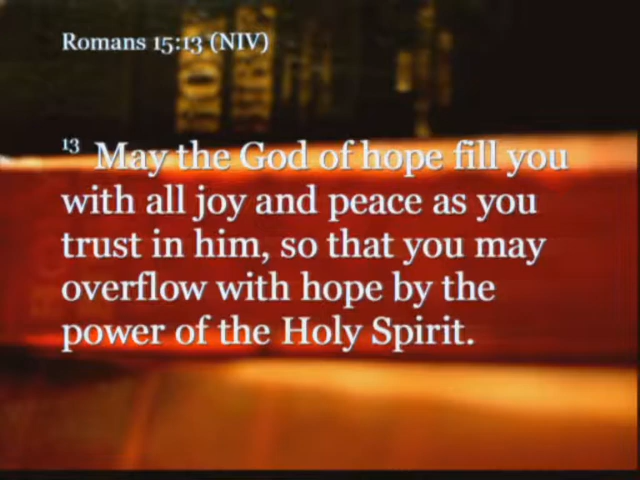 Romans 15:13 (NIV)
13 May the God of hope fill you
with all joy and peace as you
trust in him, so that you may
overflow with hope by the
power of the Holy Spirit.